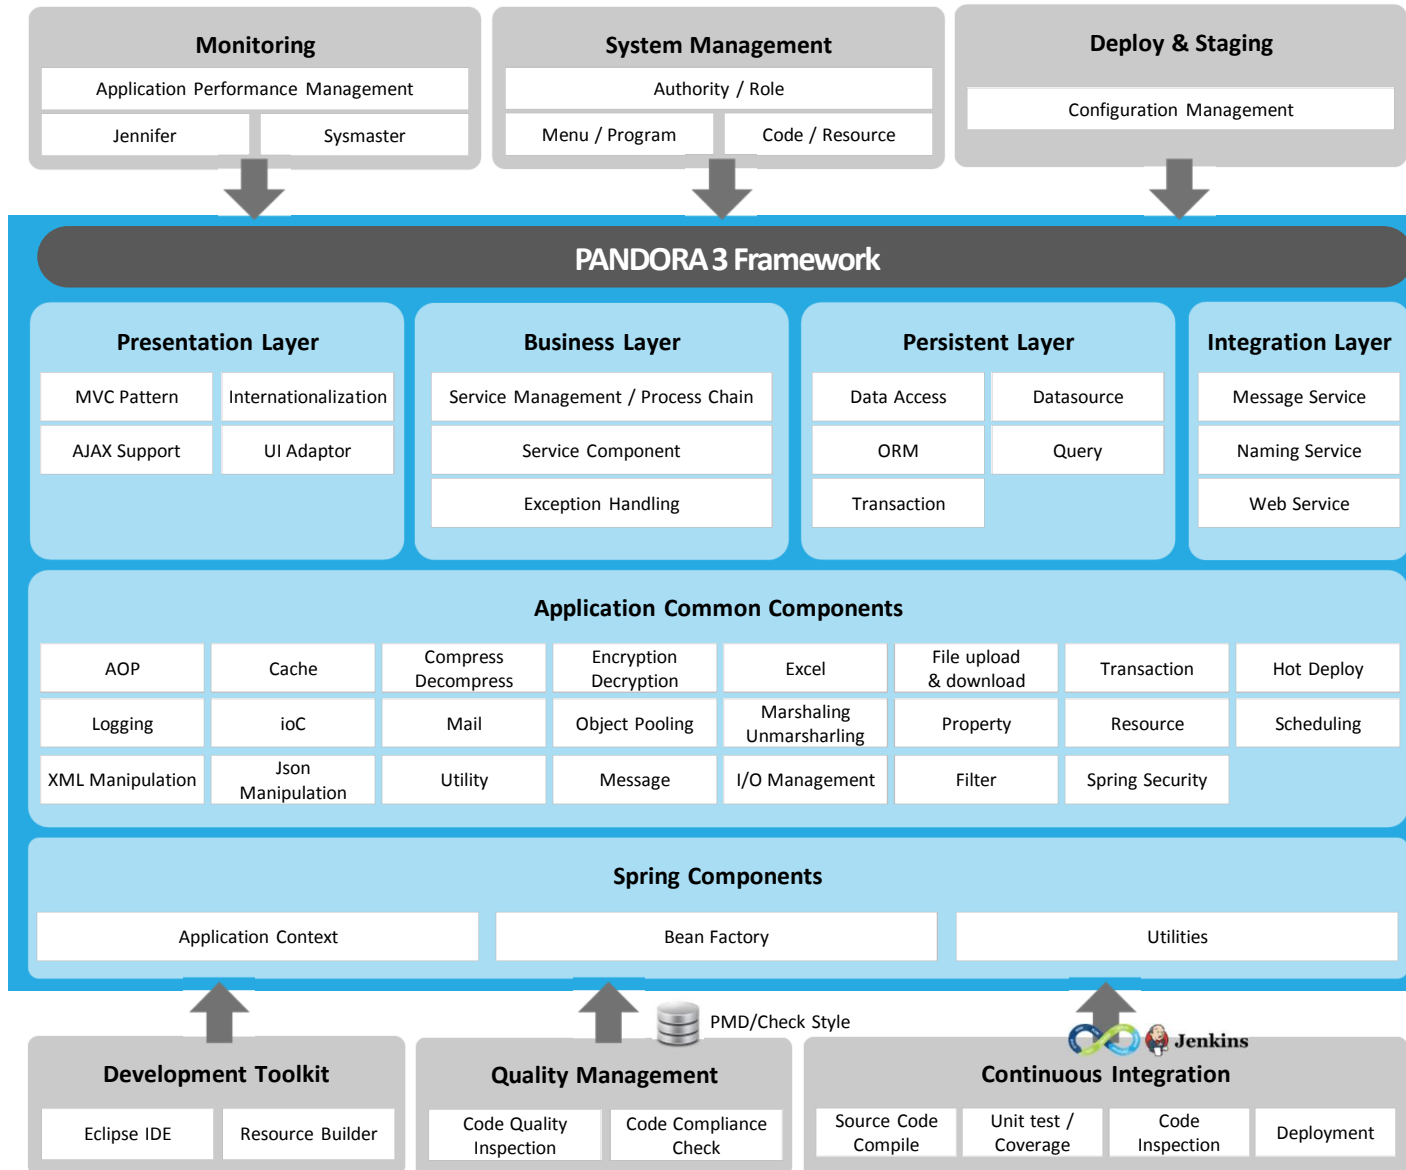 Monitoring
Application Performance Management
Jennifer
Sysmaster
System Management
Authority / Role
Menu / Program
Code / Resource
Deploy & Staging
Configuration Management
PANDORA 3 Framework
Presentation Layer
MVC Pattern
Internationalization
AJAX Support
UI Adaptor
Business Layer
Service Management / Process Chain
Service Component
Exception Handling
Persistent Layer
Data Access
Datasource
ORM
Query
Transaction
Integration Layer
Message Service
Naming Service
Web Service
Application Common Components
AOP
Cache
Compress
Decompress
Encryption
Decryption
Excel
File upload
& download
Transaction
Hot Deploy
Logging
ioC
Mail
Object Pooling
Marshaling
Unmarsharling
Property
Resource
Scheduling
XML Manipulation
Json
Manipulation
Utility
Message
I/O Management
Filter
Spring Security
Spring Components
Application Context
Bean Factory
Utilities
PMD/Check Style
Jenkins
Development Toolkit
Eclipse IDE
Resource Builder
Quality Management
Code Quality
Inspection
Code Compliance
Check
Continuous Integration
Source Code
Compile
Unit test /
Coverage
Code
Inspection
Deployment